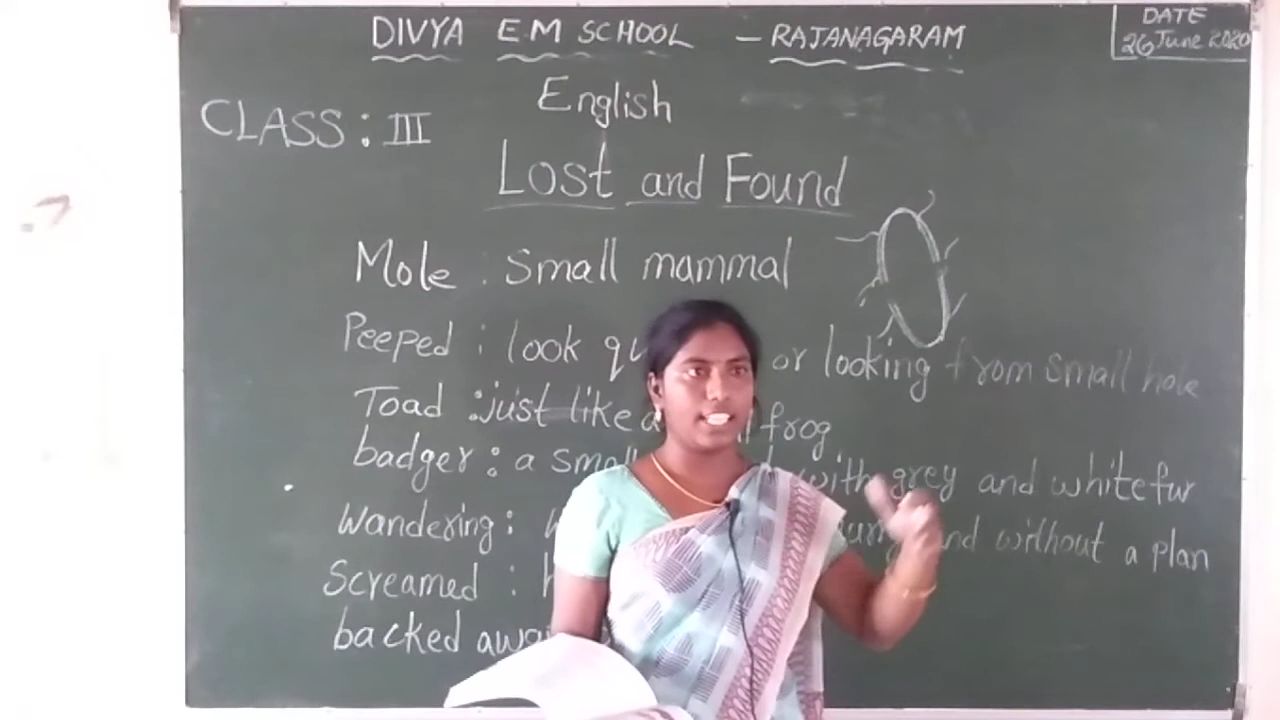 DIVYA EM SCHOOL - RAJANAGARAM
DATE
26 June 2020
English
CLASS : III
Lost and Found
Mole : Small mammal
Peeped : look or looking from small hole
Toad : just like a frog
badger : a with grey and white fur
Wandering : and without a plan
Screamed :
backed